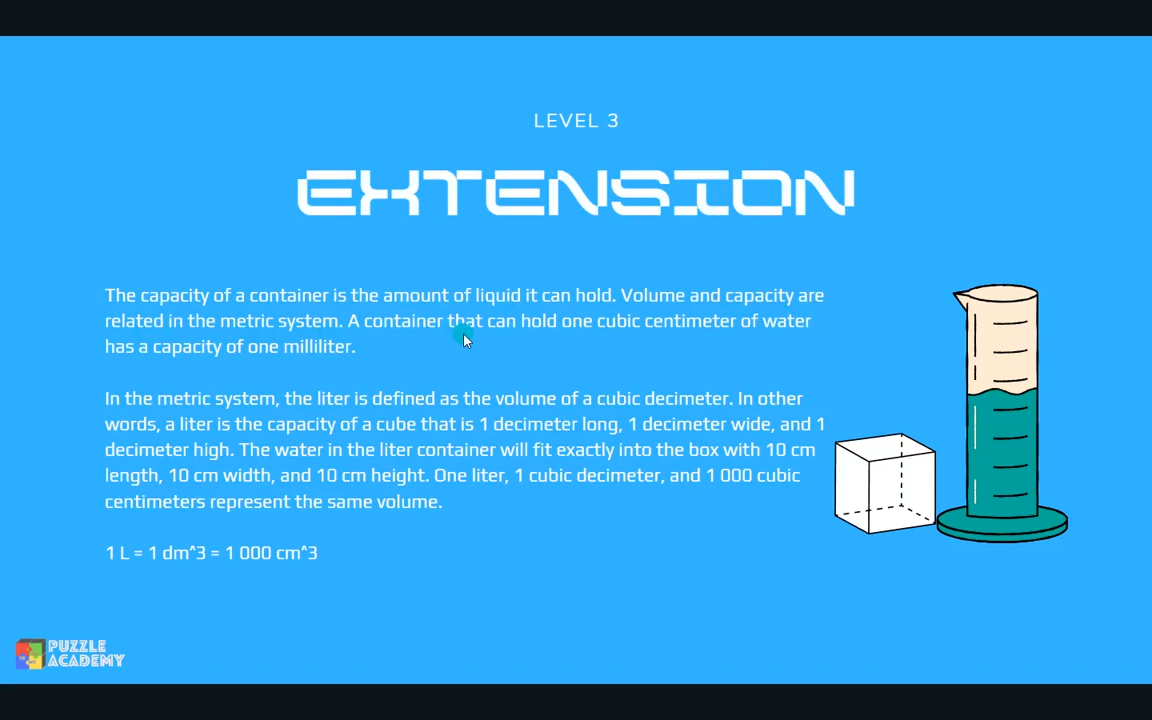 LEVEL 3
EXTENSION
The capacity of a container is the amount of liquid it can hold. Volume and capacity are
related in the metric system. A container that can hold one cubic centimeter of water
has a capacity of one milliliter.
In the metric system, the liter is defined as the volume of a cubic decimeter. In other
words, a liter is the capacity of a cube that is 1 decimeter long, 1 decimeter wide, and 1
decimeter high. The water in the liter container will fit exactly into the box with 10 cm
length, 10 cm width, and 10 cm height. One liter, 1 cubic decimeter, and 1 000 cubic
centimeters represent the same volume.
1 L = 1 dm^3 = 1 000 cm^3
PUZZLE
ACADEMY